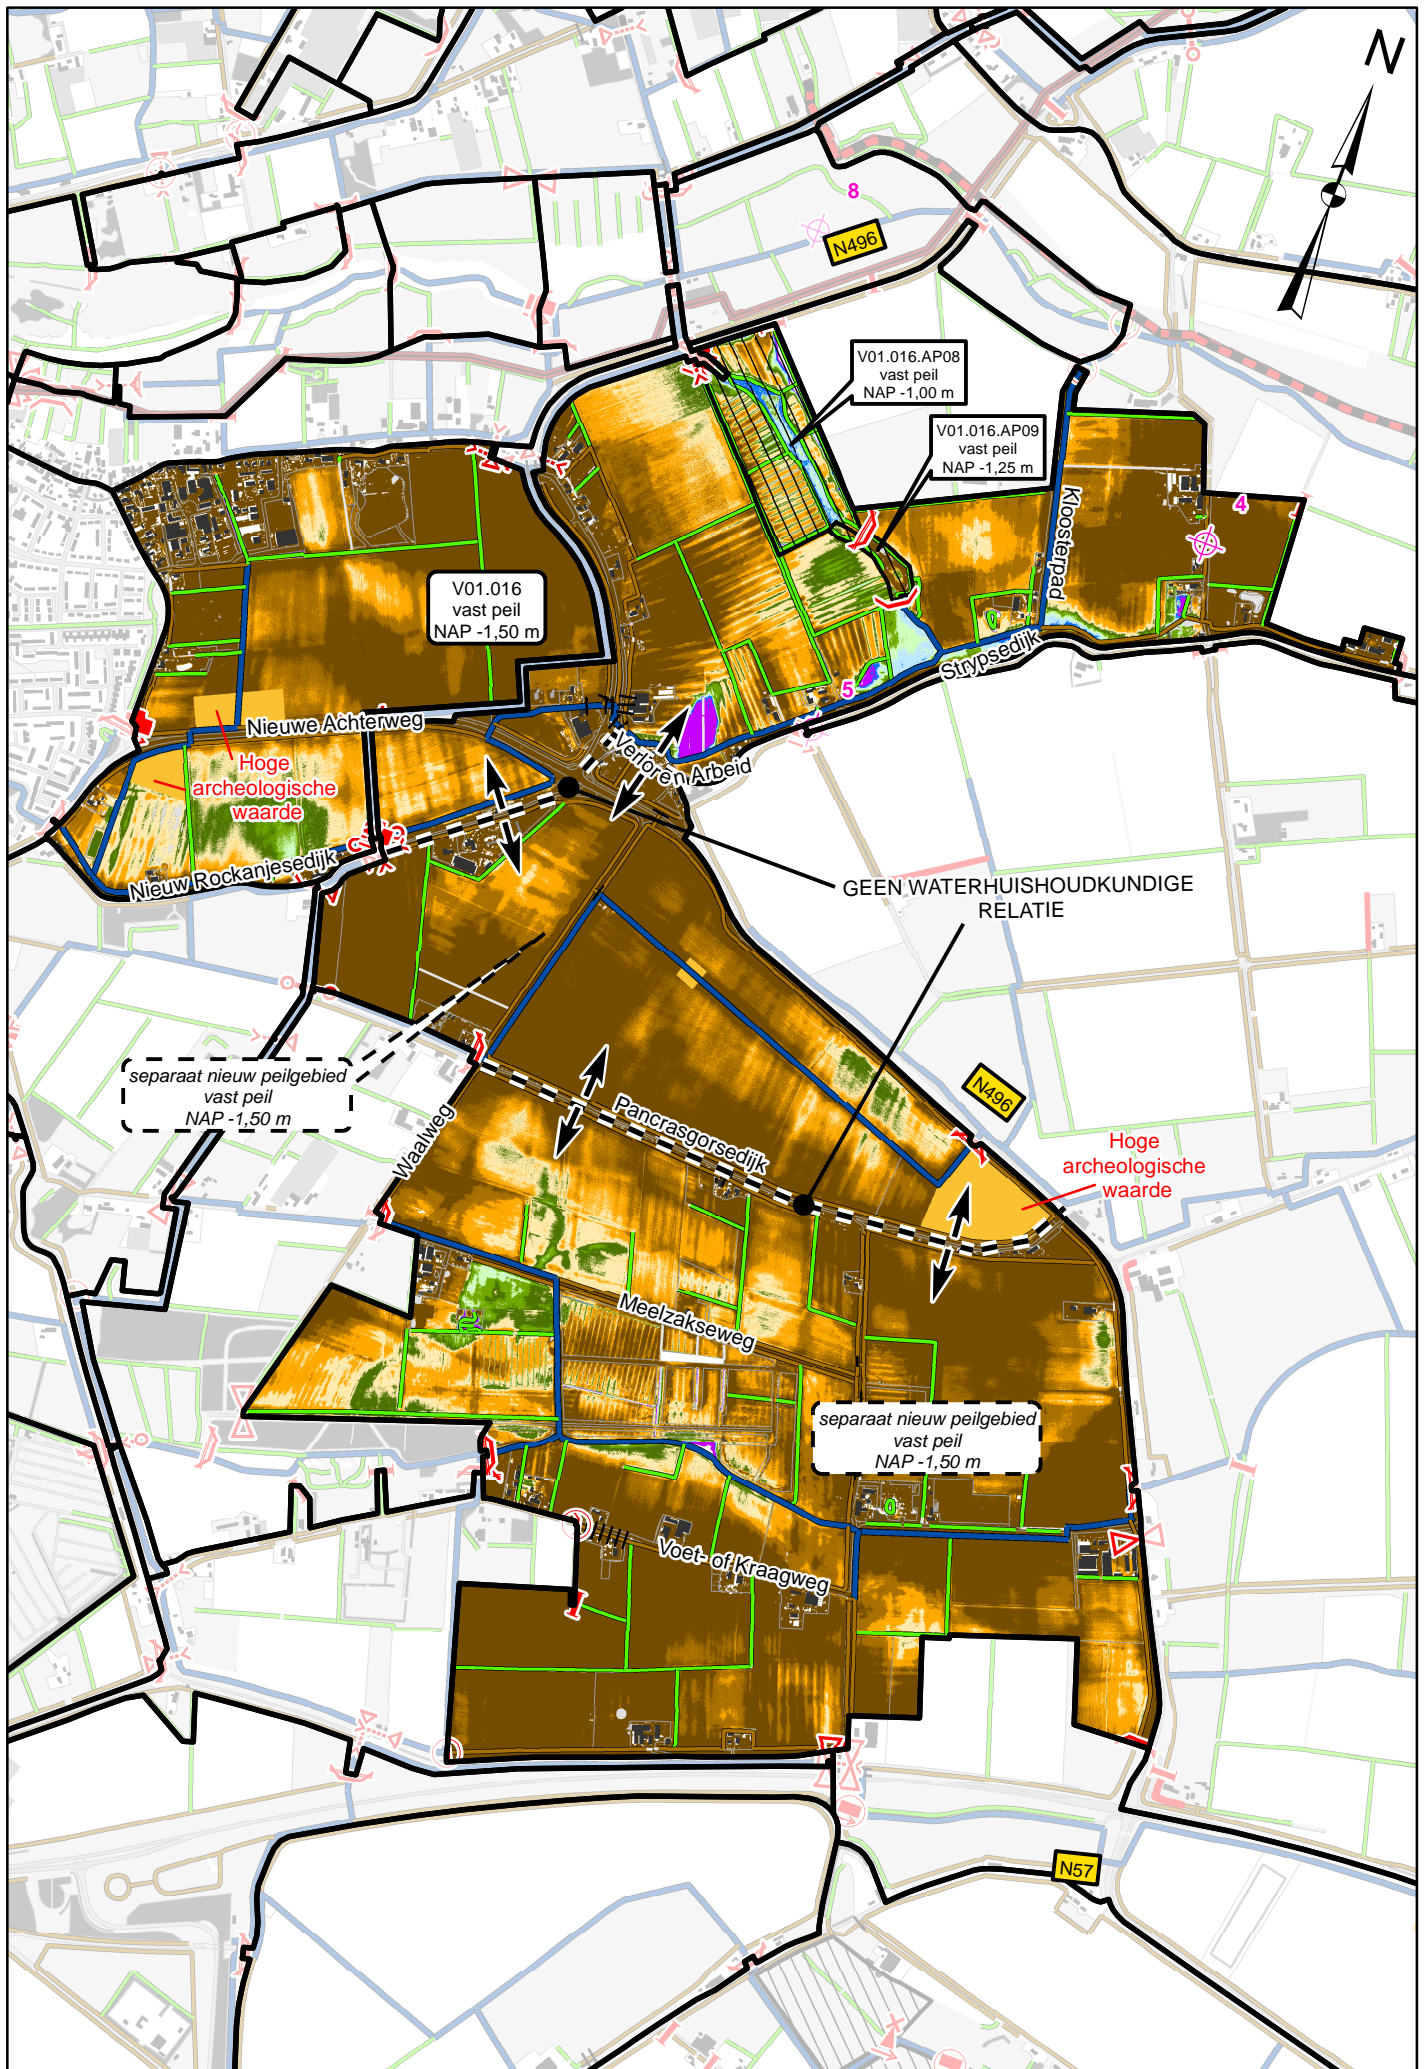 N
8
N496
V01.016.AP08
vast peil
NAP -1,00 m
V01.016.AP09
vast peil
NAP -1,25 m
Kloosterpad
4
V01.016
vast peil
NAP -1,50 m
Strypsedijk
5
Nieuwe Achterweg
Verloren Arbeid
Hoge
archeologische
waarde
Nieuw Rockanjesedijk
GEEN WATERHUISHOUDKUNDIGE
RELATIE
separaat nieuw peilgebied
vast peil
NAP -1,50 m
N496
Waalweg
Pancrasgorsedijk
Hoge
archeologische
waarde
Meelzakseweg
separaat nieuw peilgebied
vast peil
NAP -1,50 m
Voet- of Kraagweg
N57